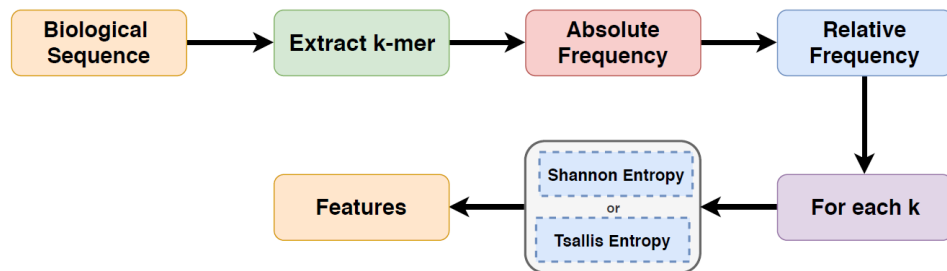 Biological
Sequence
Extract k-mer
Absolute
Frequency
Relative
Frequency
For each k
Shannon Entropy
or
Tsallis Entropy
Features